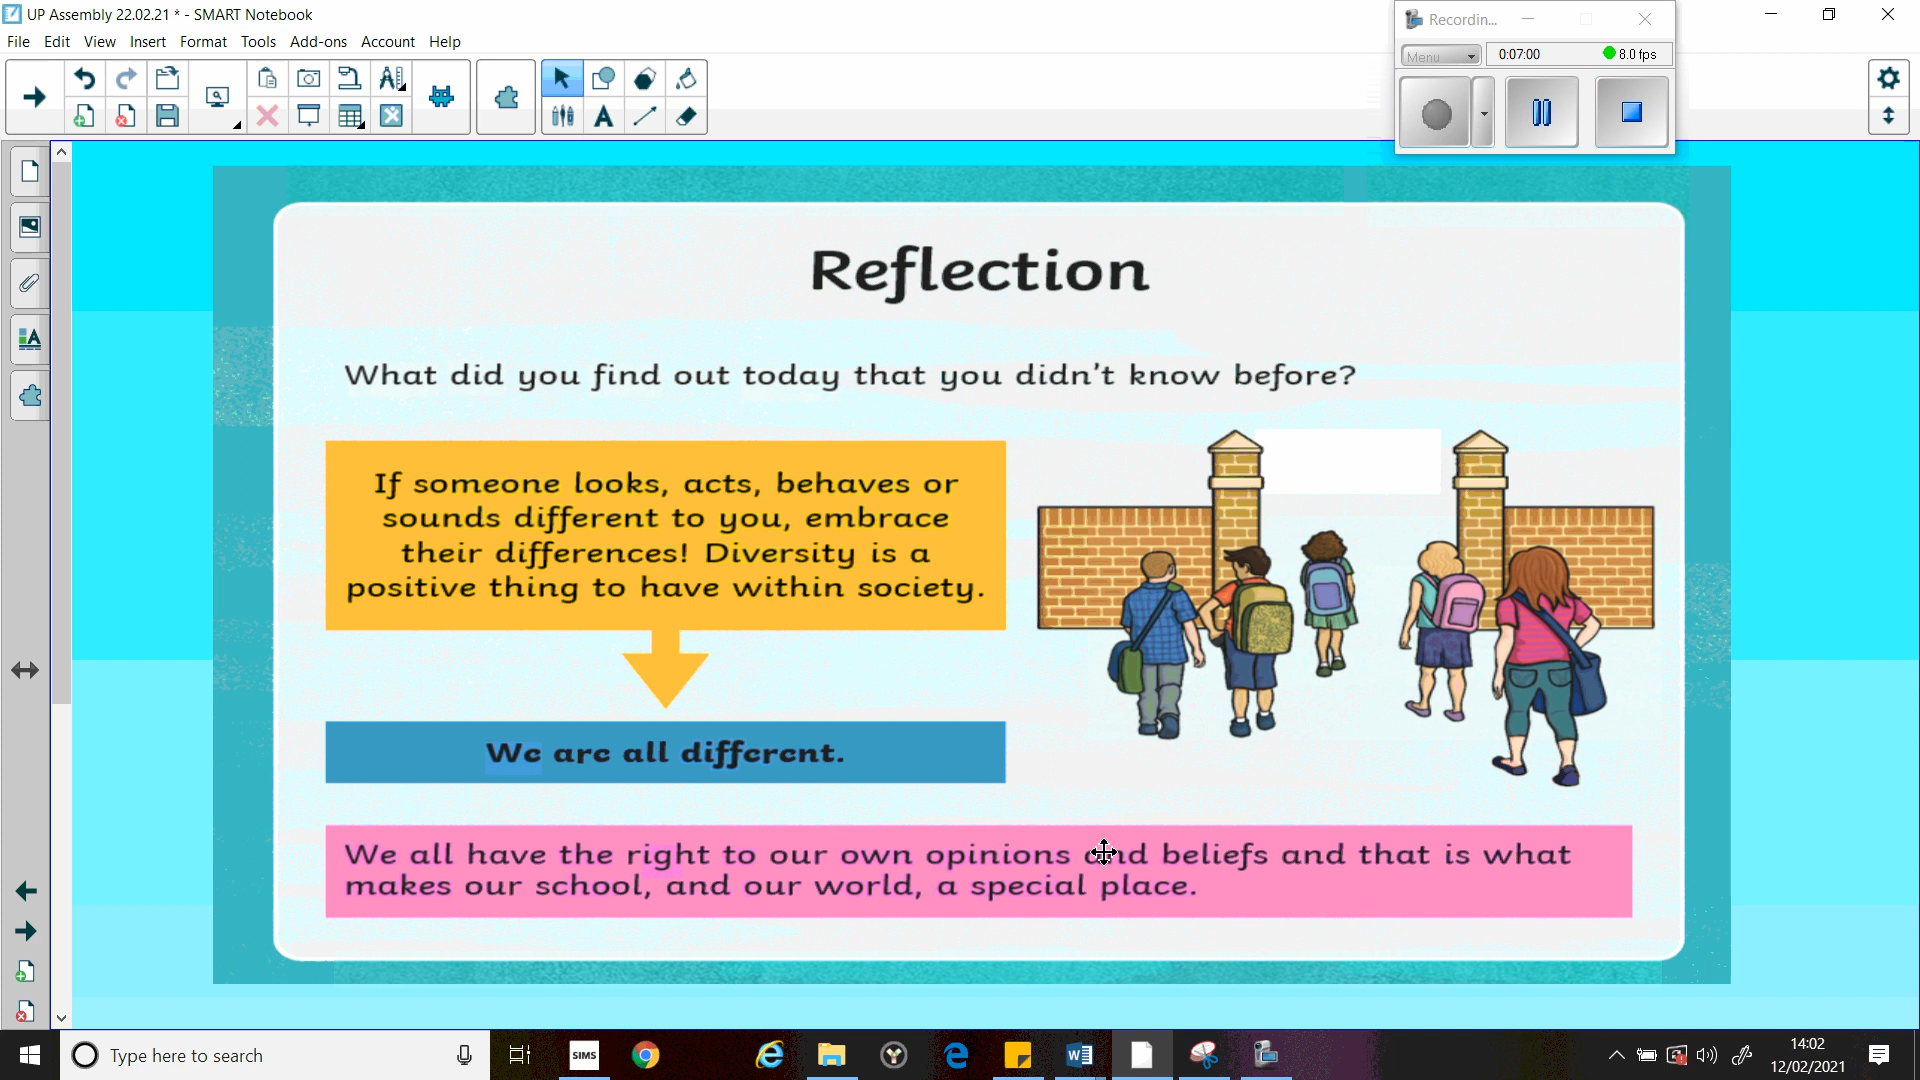 UP Assembly 22.02.21 * - SMART Notebook
File Edit View Insert Format Tools Add-ons Account Help
Recordin...
Menu
0:07:00
8.0 fps
Reflection
What did you find out today that you didn't know before?
If someone looks, acts, behaves or
sounds different to you, embrace
their differences! Diversity is a
positive thing to have within society.
We are all different.
We all have the right to our own opinions and beliefs and that is what
makes our school, and our world, a special place.
Type here to search
SIMS
14:02
12/02/2021